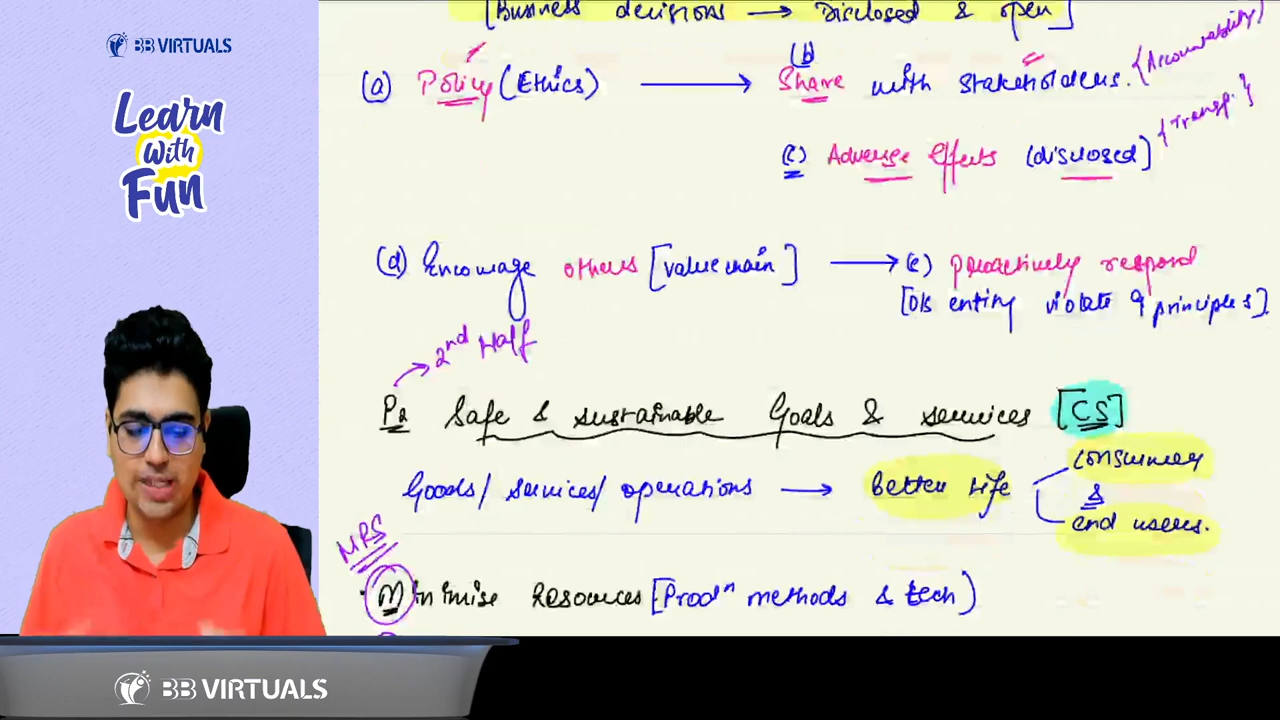 BB VIRTUALS
Learn
With
Fun
[Business decisions → Disclosed & open]
(a) Policy (Ethics) → (b) Share with stakeholders. {Accountability}
(c) Adverse effects (disclosed] {Transp.}
(d) Encourage others [value chain] → (e) proactively respond
[O/s entity violate 9 principles].
→ 2nd Half
P2 Safe & sustainable Goals & services [CS]
Goods/ services/ operations → better life
consumers
&
end users.
MRS
Minimise Resources [Prodn methods & tech)
BB VIRTUALS